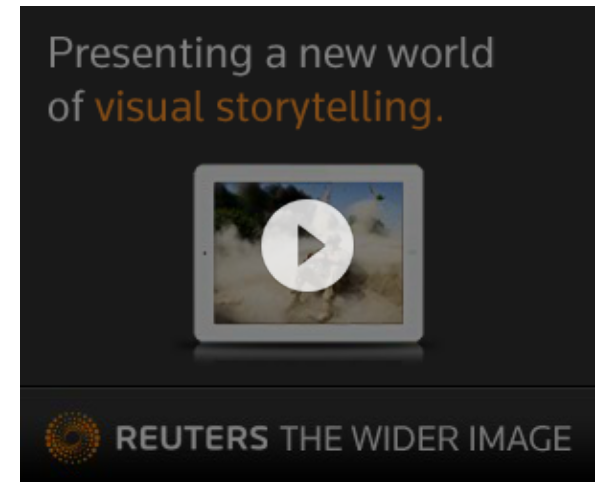 Presenting a new world
of visual storytelling.
REUTERS THE WIDER IMAGE